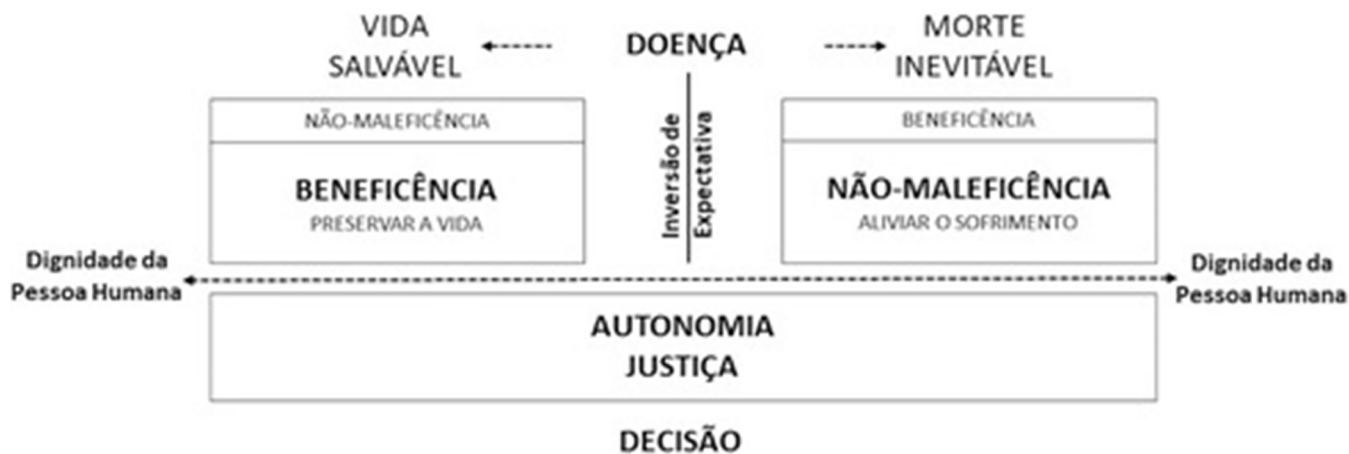 VIDA
SALVÁVEL
DOENÇA
MORTE
INEVITÁVEL
NÃO-MALEFICÊNCIA
BENEFICÊNCIA
PRESERVAR A VIDA
Inversão de
Expectativa
BENEFICÊNCIA
NÃO-MALEFICÊNCIA
ALIVIAR O SOFRIMENTO
Dignidade da
Pessoa Humana
Dignidade da
Pessoa Humana
AUTONOMIA
JUSTIÇA
DECISÃO